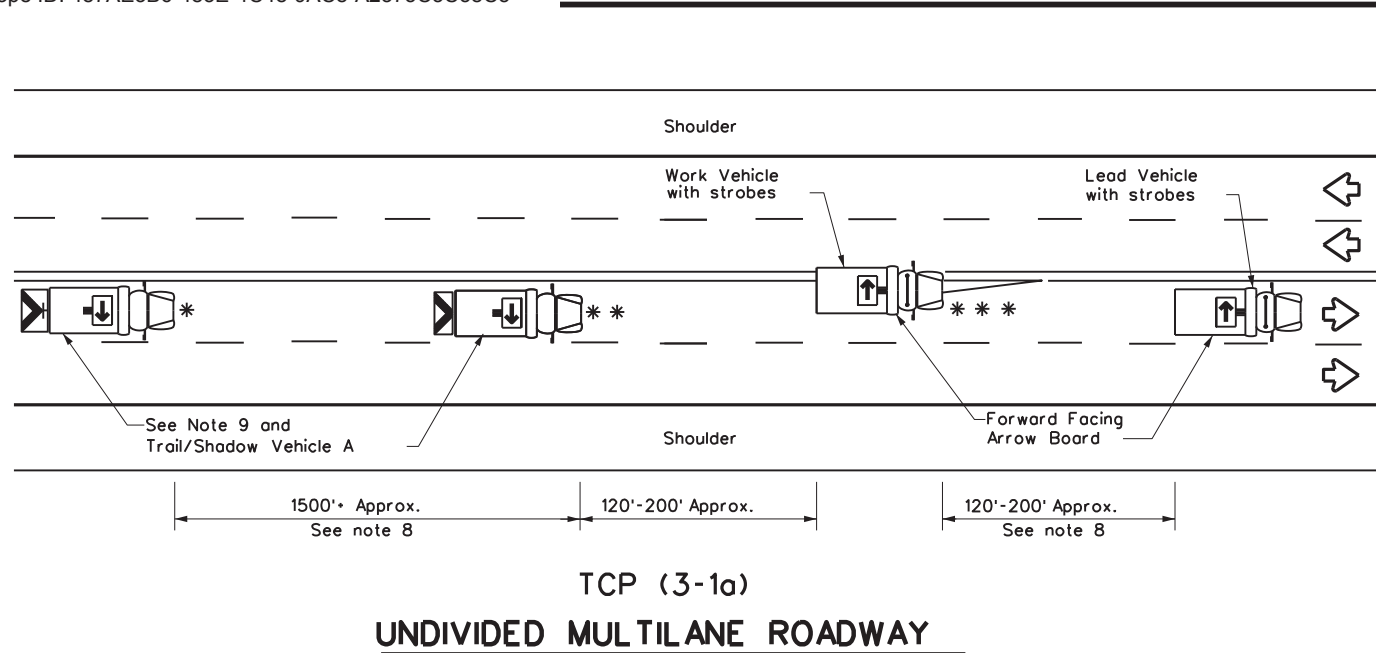 Shoulder
Work Vehicle
with strobes
Lead Vehicle
with strobes
*
* *
* * *
See Note 9 and
Trail/Shadow Vehicle A
Shoulder
Forward Facing
Arrow Board
1500'+ Approx.
See note 8
120'-200' Approx.
120'-200' Approx.
See note 8
TCP (3-1a)
UNDIVIDED MULTILANE ROADWAY